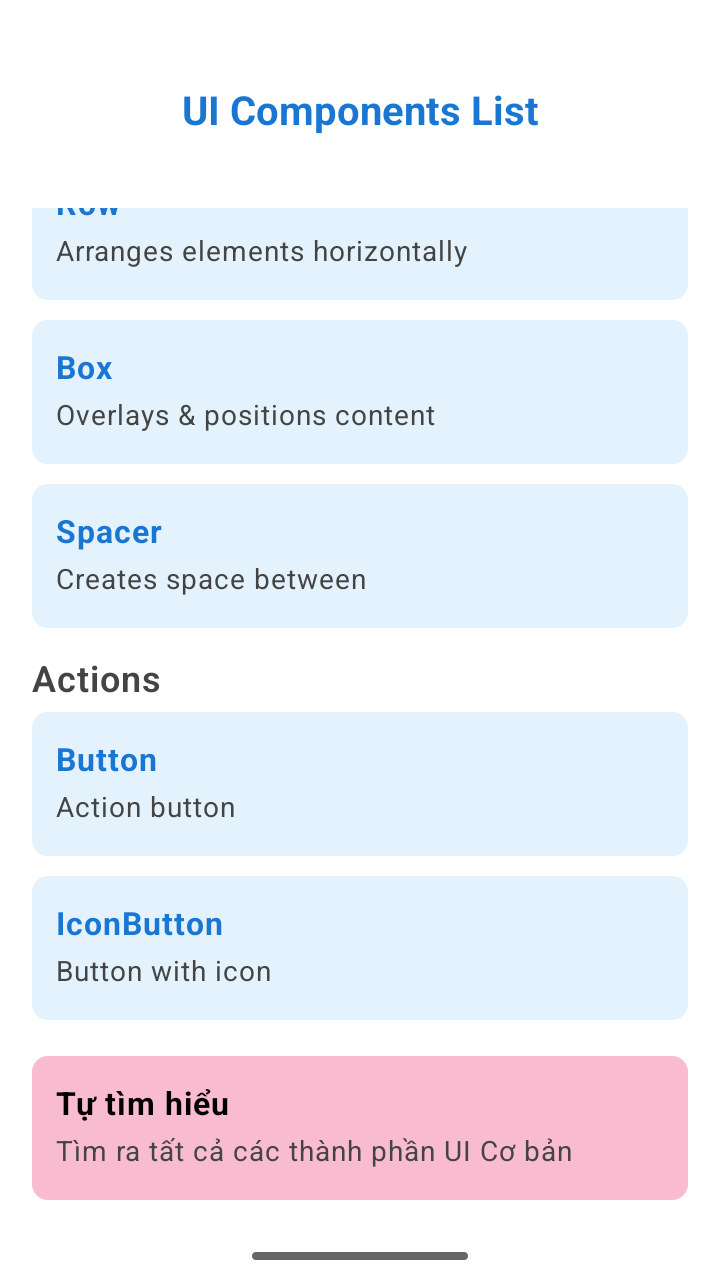 UI Components List
Row
Arranges elements horizontally
Box
Overlays & positions content
Spacer
Creates space between
Actions
Button
Action button
IconButton
Button with icon
Tự tìm hiểu
Tìm ra tất cả các thành phần UI Cơ bản